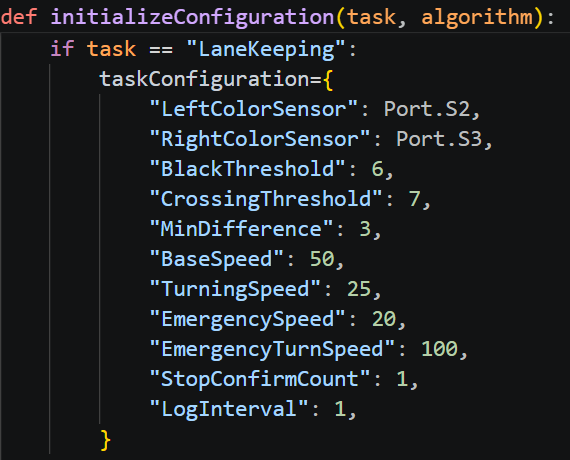 def initializeConfiguration(task, algorithm):
    if task == "LaneKeeping":
        taskConfiguration={
            "LeftColorSensor": Port.S2,
            "RightColorSensor": Port.S3,
            "BlackThreshold": 6,
            "CrossingThreshold": 7,
            "MinDifference": 3,
            "BaseSpeed": 50,
            "TurningSpeed": 25,
            "EmergencySpeed": 20,
            "EmergencyTurnSpeed": 100,
            "StopConfirmCount": 1,
            "LogInterval": 1,
        }